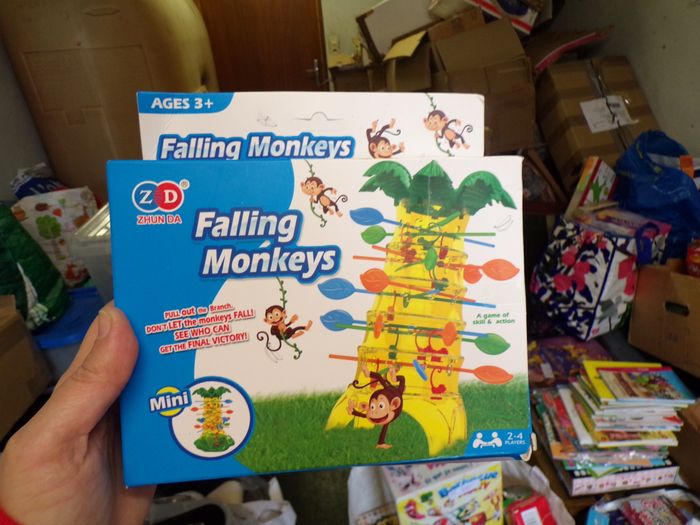 AGES 3+
Falling Monkeys
ZD®
ZHUN DA
Falling
Monkeys
PULL out the Branch..
DON'T LET the monkeys FALL!
SEE WHO CAN
GET THE FINAL VICTORY!
A game of
skill & action
Mini
2-4
PLAYERS